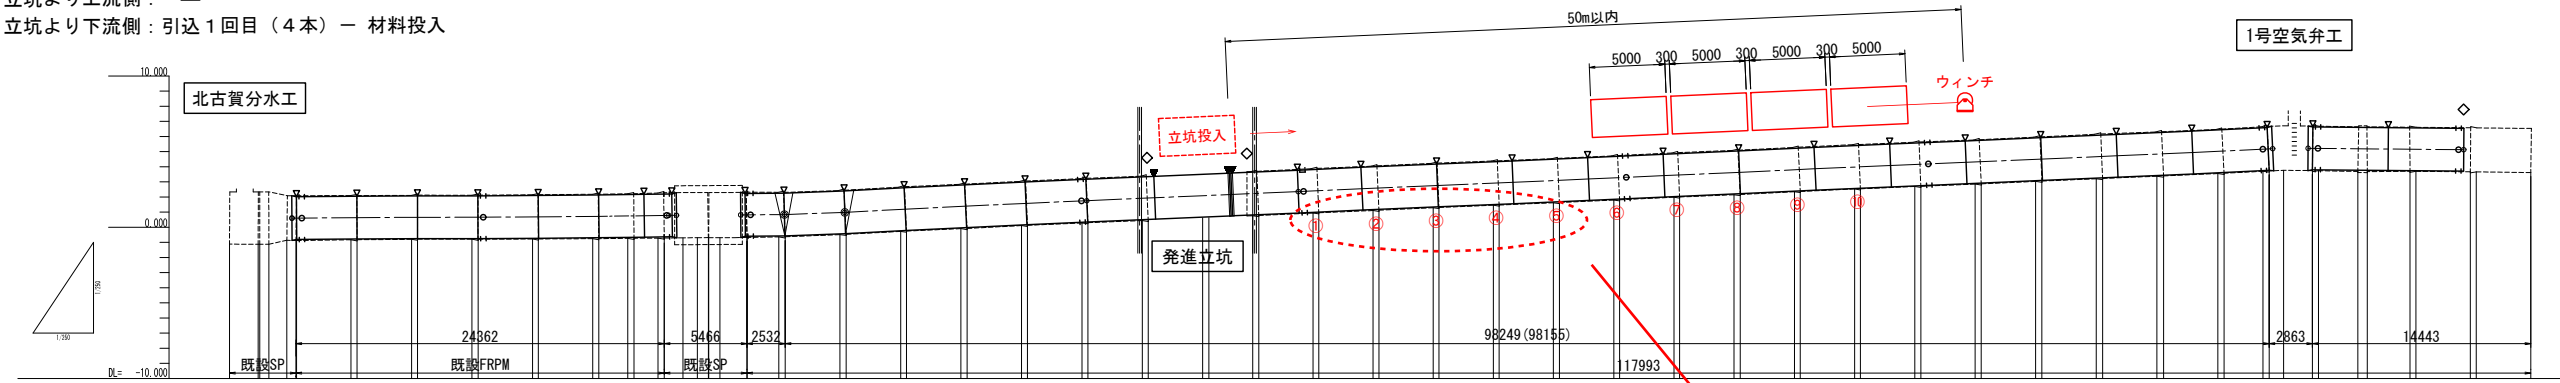 立坑より下流側：引込１回目（４本）－ 材料投入
50m以内
1号空気弁工
5000 300 5000 300 5000 300 5000
ウィンチ
10.000
北古賀分水工
立坑投入
0.000
① ② ③ ④ ⑤ ⑥ ⑦ ⑧ ⑨ ⑩
発進立坑
1/250
1/250
24362 5466 2532 98249(98155) 2863 14443
既設SP 既設FRPM 既設SP 117993
DL= -10.000